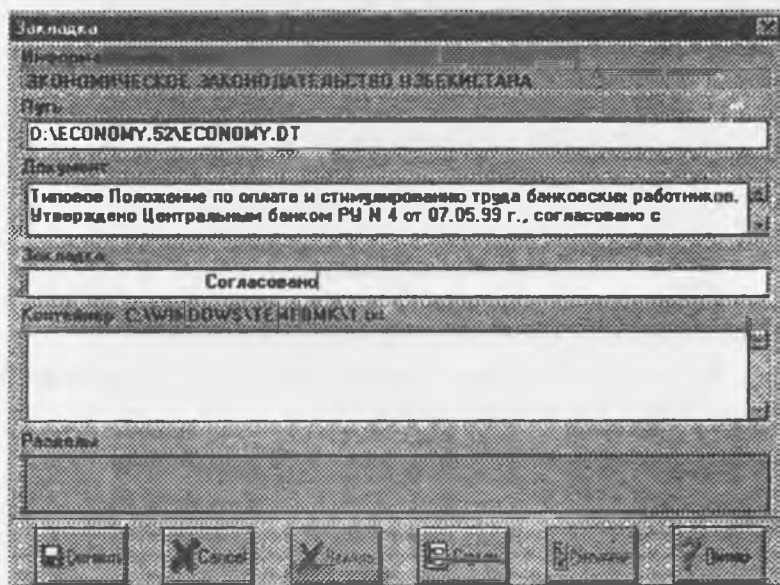 Закладка
ЭКОНОМИЧЕСКОЕ ЗАКОНОДАТЕЛЬСТВО УЗБЕКИСТАНА
Путь
D:\ECONOMY.52\ECONOMY.DT
Документ
Типовое Положение по оплате и стимулированию труда банковских работников.
Утверждено Центральным банком РУ N 4 от 07.05.99 г., согласовано с
Закладка
Согласовано
Контейнер
Разделы
Cancel